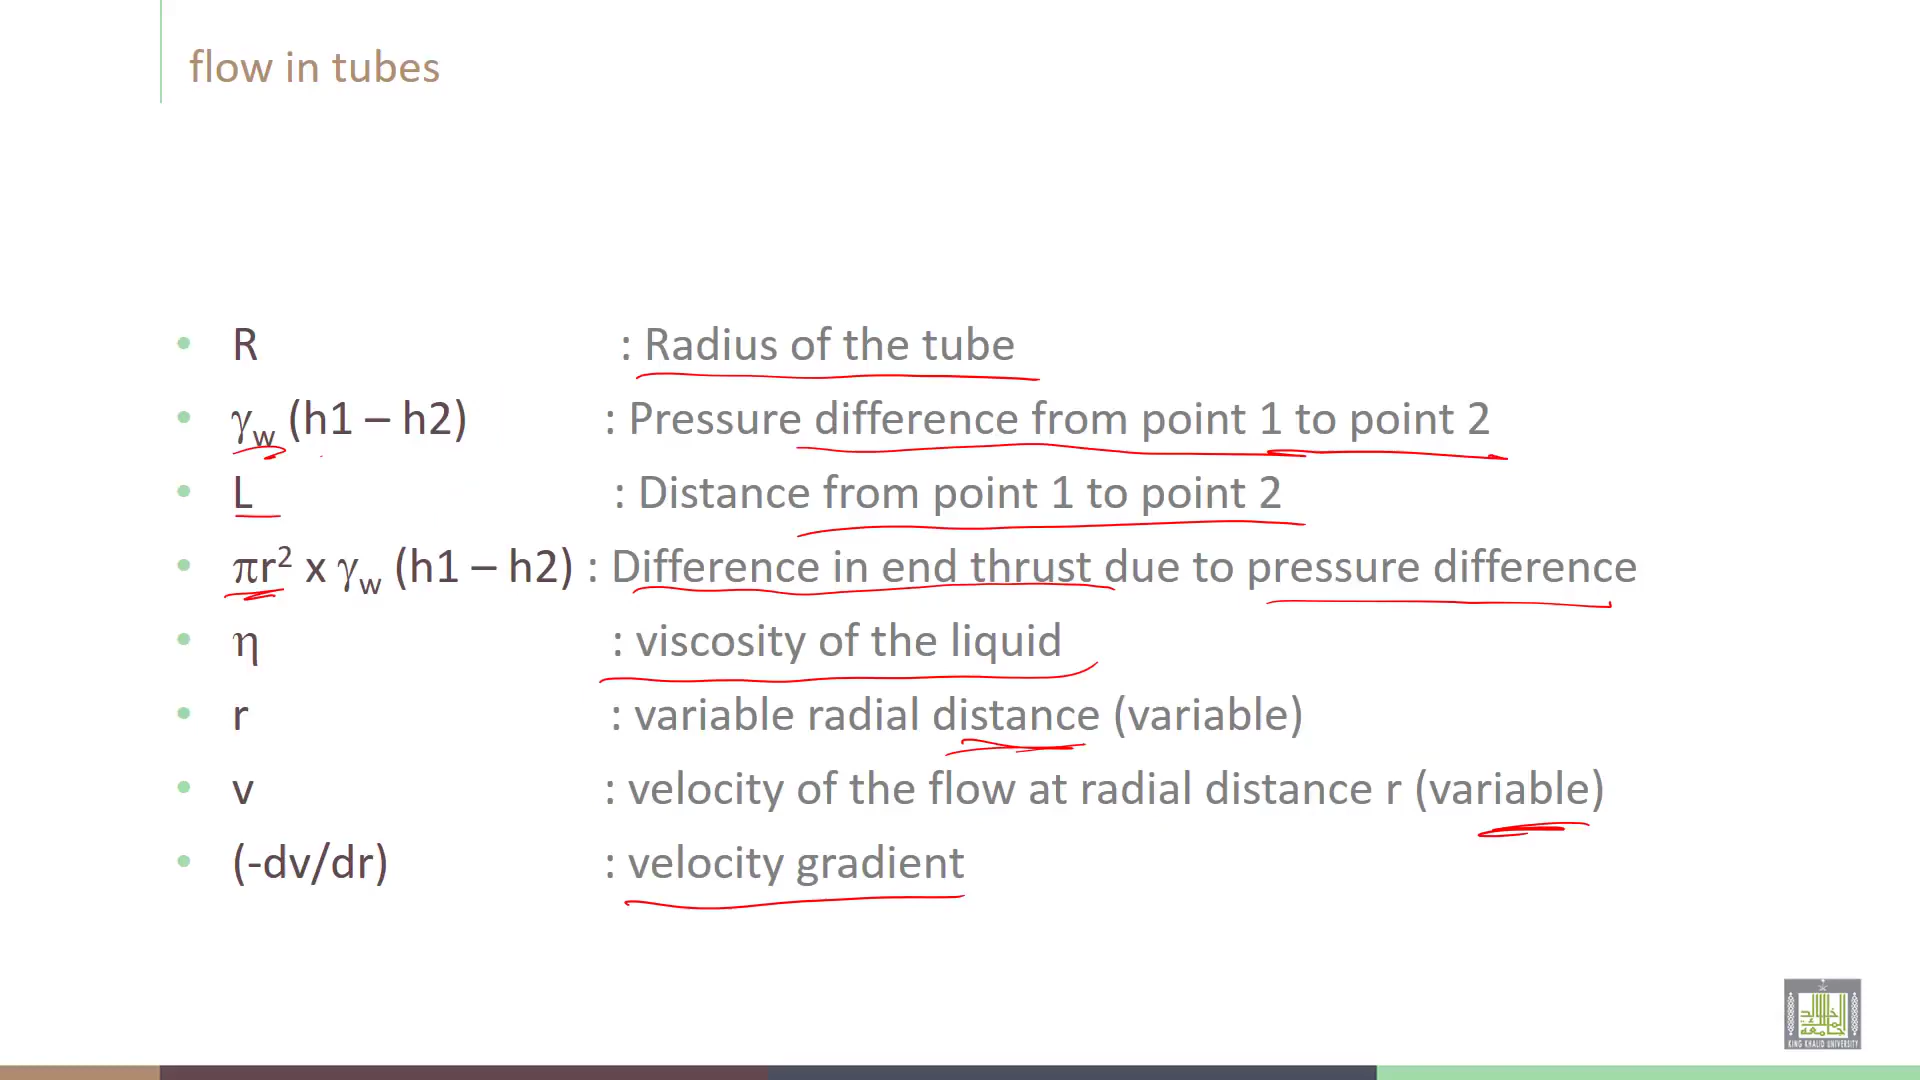 flow in tubes
• R : Radius of the tube
• γw (h1 – h2) : Pressure difference from point 1 to point 2
• L : Distance from point 1 to point 2
• πr² x γw (h1 – h2) : Difference in end thrust due to pressure difference
• η : viscosity of the liquid
• r : variable radial distance (variable)
• v : velocity of the flow at radial distance r (variable)
• (-dv/dr) : velocity gradient
KING KHALID UNIVERSITY